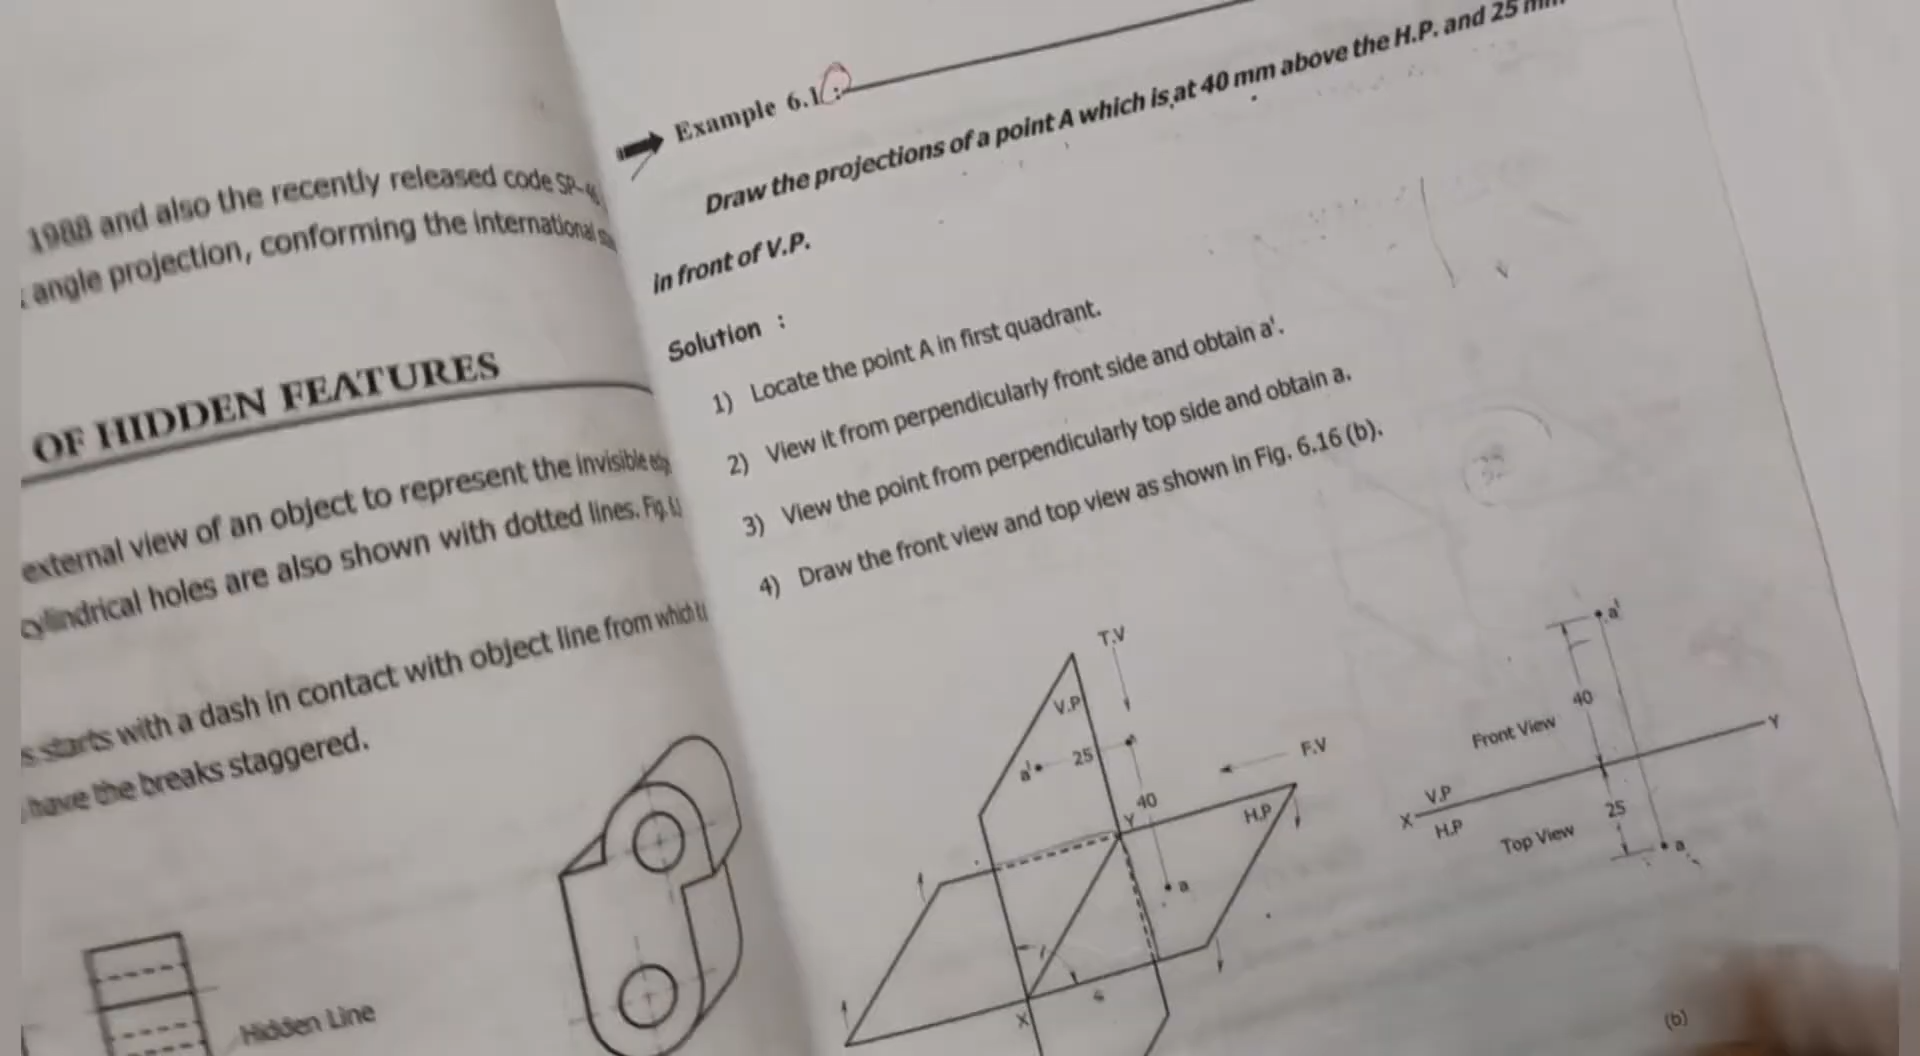 1988 and also the recently released code SP-46
angle projection, conforming the international
OF HIDDEN FEATURES
external view of an object to represent the invisible
cylindrical holes are also shown with dotted lines. Fig.
starts with a dash in contact with object line from which
have the breaks staggered.
Hidden Line
Example 6.1 :
Draw the projections of a point A which is at 40 mm above the H.P. and 25 mm
in front of V.P.
Solution :
1) Locate the point A in first quadrant.
2) View it from perpendicularly front side and obtain a'.
3) View the point from perpendicularly top side and obtain a.
4) Draw the front view and top view as shown in Fig. 6.16 (b).
T.V
V.P
a'
25
F.V
40
Y
H.P
a
X
a'
40
Front View
Y
V.P
X
H.P
25
Top View
a
(b)